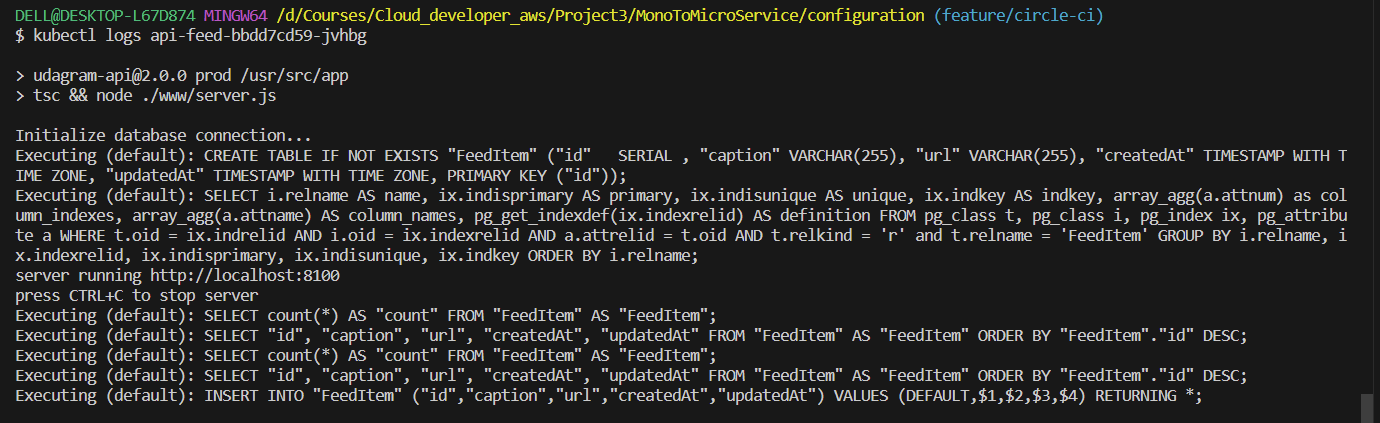 DELL@DESKTOP-L67D874 MINGW64 /d/Courses/Cloud_developer_aws/Project3/MonoToMicroService/configuration (feature/circle-ci)
$ kubectl logs api-feed-bbdd7cd59-jvhbg
> udagram-api@2.0.0 prod /usr/src/app
> tsc && node ./www/server.js
Initialize database connection...
Executing (default): CREATE TABLE IF NOT EXISTS "FeedItem" ("id"   SERIAL , "caption" VARCHAR(255), "url" VARCHAR(255), "createdAt" TIMESTAMP WITH T
IME ZONE, "updatedAt" TIMESTAMP WITH TIME ZONE, PRIMARY KEY ("id"));
Executing (default): SELECT i.relname AS name, ix.indisprimary AS primary, ix.indisunique AS unique, ix.indkey AS indkey, array_agg(a.attnum) as col
umn_indexes, array_agg(a.attname) AS column_names, pg_get_indexdef(ix.indexrelid) AS definition FROM pg_class t, pg_class i, pg_index ix, pg_attribu
te a WHERE t.oid = ix.indrelid AND i.oid = ix.indexrelid AND a.attrelid = t.oid AND t.relkind = 'r' and t.relname = 'FeedItem' GROUP BY i.relname, i
x.indexrelid, ix.indisprimary, ix.indisunique, ix.indkey ORDER BY i.relname;
server running http://localhost:8100
press CTRL+C to stop server
Executing (default): SELECT count(*) AS "count" FROM "FeedItem" AS "FeedItem";
Executing (default): SELECT "id", "caption", "url", "createdAt", "updatedAt" FROM "FeedItem" AS "FeedItem" ORDER BY "FeedItem"."id" DESC;
Executing (default): SELECT count(*) AS "count" FROM "FeedItem" AS "FeedItem";
Executing (default): SELECT "id", "caption", "url", "createdAt", "updatedAt" FROM "FeedItem" AS "FeedItem" ORDER BY "FeedItem"."id" DESC;
Executing (default): INSERT INTO "FeedItem" ("id","caption","url","createdAt","updatedAt") VALUES (DEFAULT,$1,$2,$3,$4) RETURNING *;